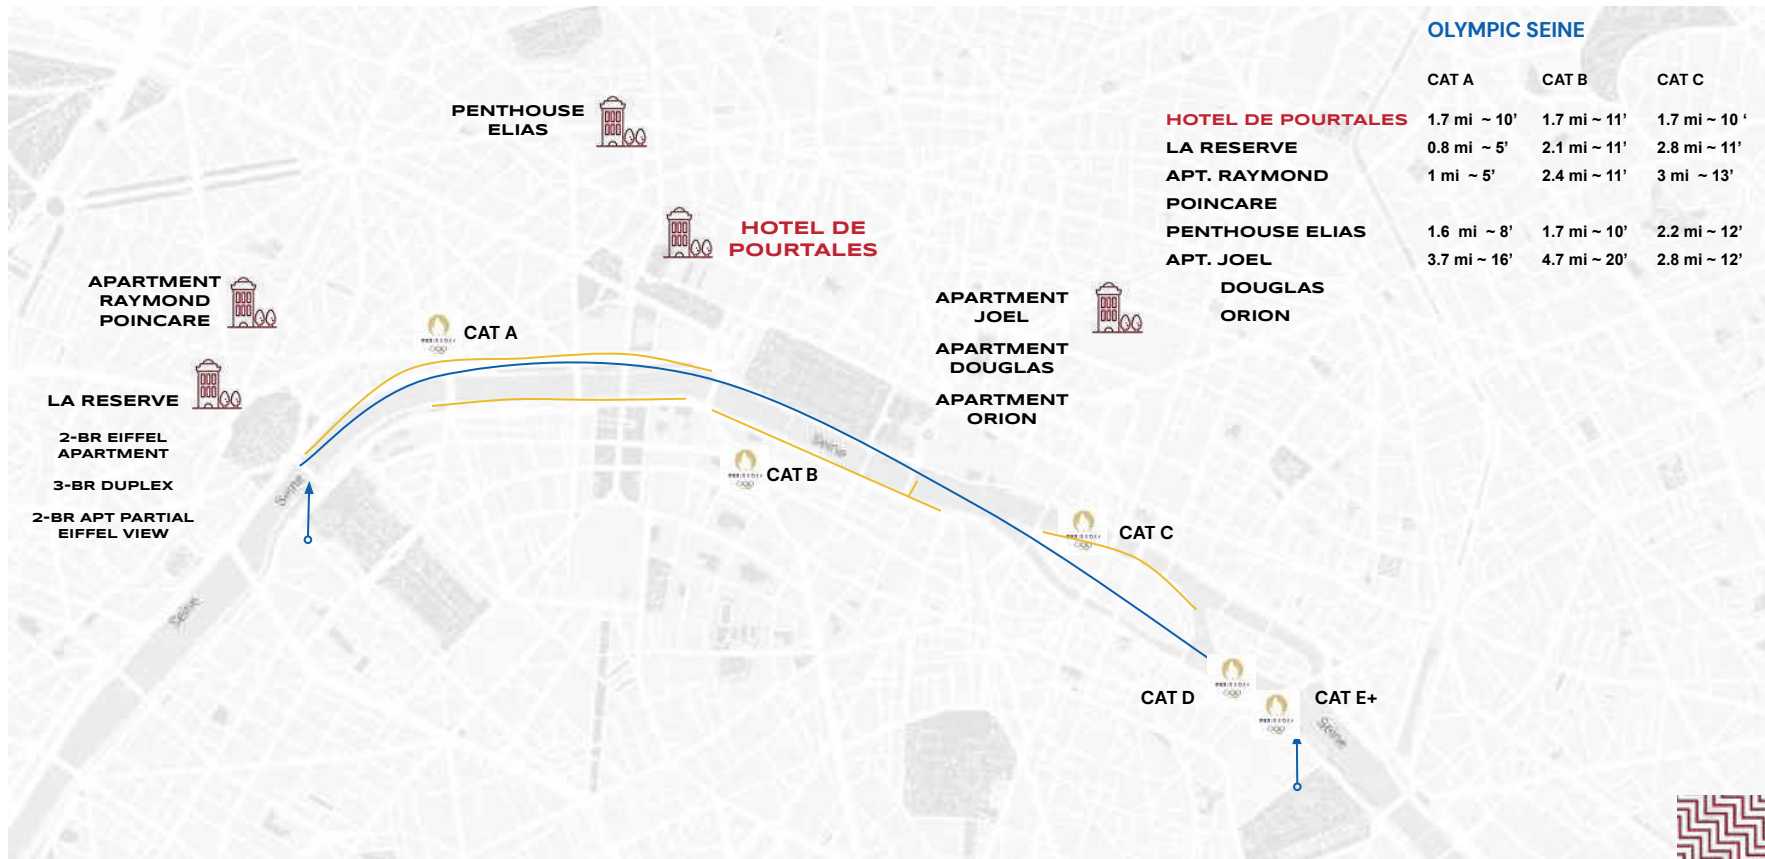 OLYMPIC SEINE
CAT A CAT B CAT C
HOTEL DE POURTALES 1.7 mi ~ 10’ 1.7 mi ~ 11’ 1.7 mi ~ 10 ‘
LA RESERVE 0.8 mi ~ 5’ 2.1 mi ~ 11’ 2.8 mi ~ 11’
APT. RAYMOND 1 mi ~ 5’ 2.4 mi ~ 11’ 3 mi ~ 13’
POINCARE
PENTHOUSE ELIAS 1.6 mi ~ 8’ 1.7 mi ~ 10’ 2.2 mi ~ 12’
APT. JOEL 3.7 mi ~ 16’ 4.7 mi ~ 20’ 2.8 mi ~ 12’
DOUGLAS
ORION
PENTHOUSE
ELIAS
HOTEL DE
POURTALES
APARTMENT
RAYMOND
POINCARE
APARTMENT
JOEL
APARTMENT
DOUGLAS
APARTMENT
ORION
CAT A
LA RESERVE
2-BR EIFFEL
APARTMENT
3-BR DUPLEX
2-BR APT PARTIAL
EIFFEL VIEW
CAT B
CAT C
CAT D
CAT E+
Seine
Seine
Seine